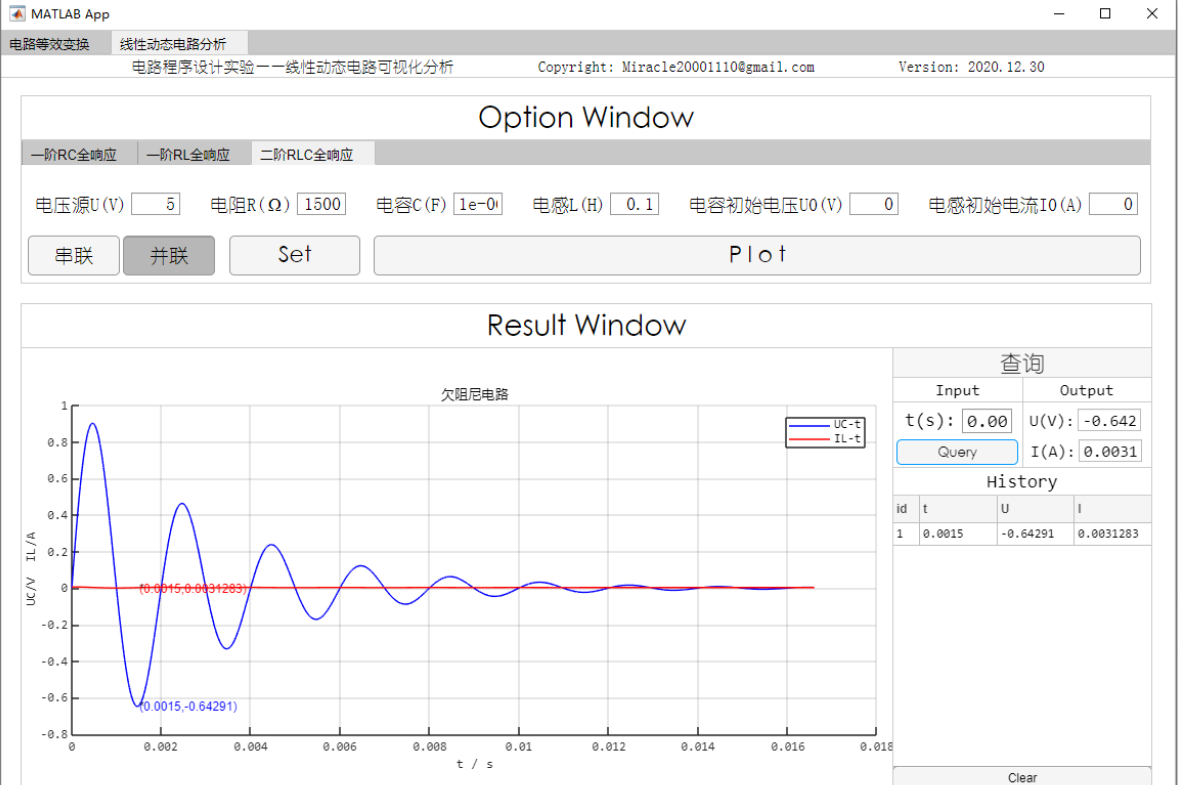 MATLAB App
电路等效变换 线性动态电路分析
电路程序设计实验——线性动态电路可视化分析 Copyright: Miracle20001110@gmail.com Version: 2020.12.30
Option Window
一阶RC全响应 一阶RL全响应 二阶RLC全响应
电压源U(V) 5 电阻R(Ω) 1500 电容C(F) 电感L(H) 0.1 电容初始电压U0(V) 0 电感初始电流I0(A) 0
串联 并联 Set Plot
Result Window
查询
Input Output
t(s): 0.00 U(V): -0.642
Query I(A): 0.0031
History
id t U I
1 0.0015 -0.64291 0.0031283
Clear
欠阻尼电路
UC-t
IL-t
1
0.8
0.6
0.4
0.2
0
-0.2
-0.4
-0.6
-0.8
UC/V IL/A
(0.0015,0.0031283)
(0.0015,-0.64291)
0 0.002 0.004 0.006 0.008 0.01 0.012 0.014 0.016 0.018
t / s